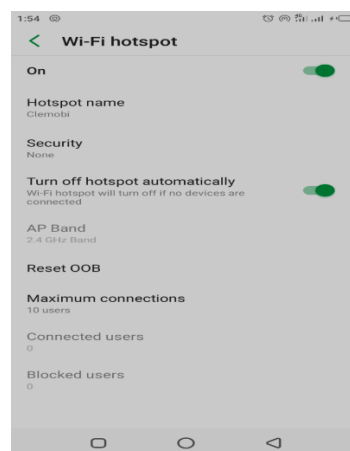 1:54
Wi-Fi hotspot
On
Hotspot name
Clemobi
Security
None
Turn off hotspot automatically
Wi-Fi hotspot will turn off if no devices are
connected
AP Band
2.4 GHz Band
Reset OOB
Maximum connections
10 users
Connected users
0
Blocked users
0